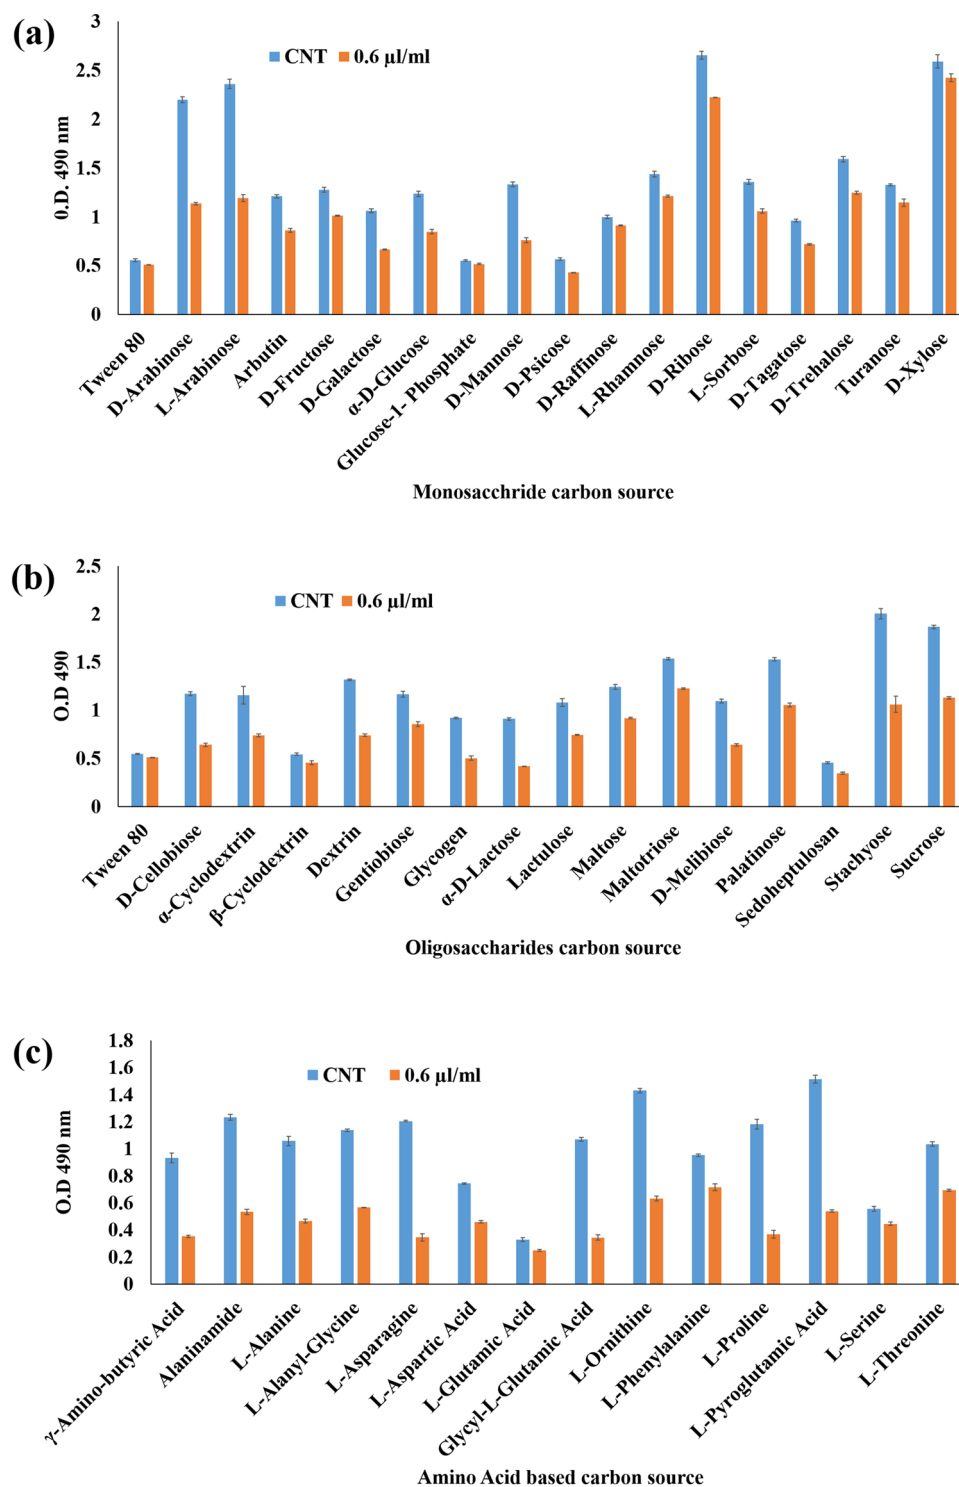 (a)
CNT 0.6 µl/ml
0.D. 490 nm
3
2.5
2
1.5
1
0.5
0
Tween 80
D-Arabinose
L-Arabinose
Arbutin
D-Fructose
D-Galactose
α-D-Glucose
Glucose-1- Phosphate
D-Mannose
D-Psicose
D-Raffinose
L-Rhannose
D-Ribose
L-Sorbose
D-Tagatose
D-Trehalose
Turanose
D-Xylose
Monosacchride carbon source
(b)
CNT 0.6 µl/ml
O.D 490
2.5
2
1.5
1
0.5
0
Tween 80
D-Cellobiose
α-Cyclodextrin
β-Cyclodextrin
Dextrin
Gentiobiose
Glycogen
α-D-Lactose
Lactulose
Maltose
Maltotriose
D-Melibiose
Palatinose
Sedoheptulosan
Stachyose
Sucrose
Oligosaccharides carbon source
(c)
CNT 0.6 µl/ml
O.D 490 nm
1.8
1.6
1.4
1.2
1
0.8
0.6
0.4
0.2
0
γ-Amino-butyric Acid
Alaninamide
L-Alanine
L-Alanyl-Glycine
L-Asparagine
L-Aspartic Acid
L-Glutamic Acid
Glycyl-L-Glutamic Acid
L-Ornithine
L-Phenylalanine
L-Proline
L-Pyroglutamic Acid
L-Serine
L-Threonine
Amino Acid based carbon source